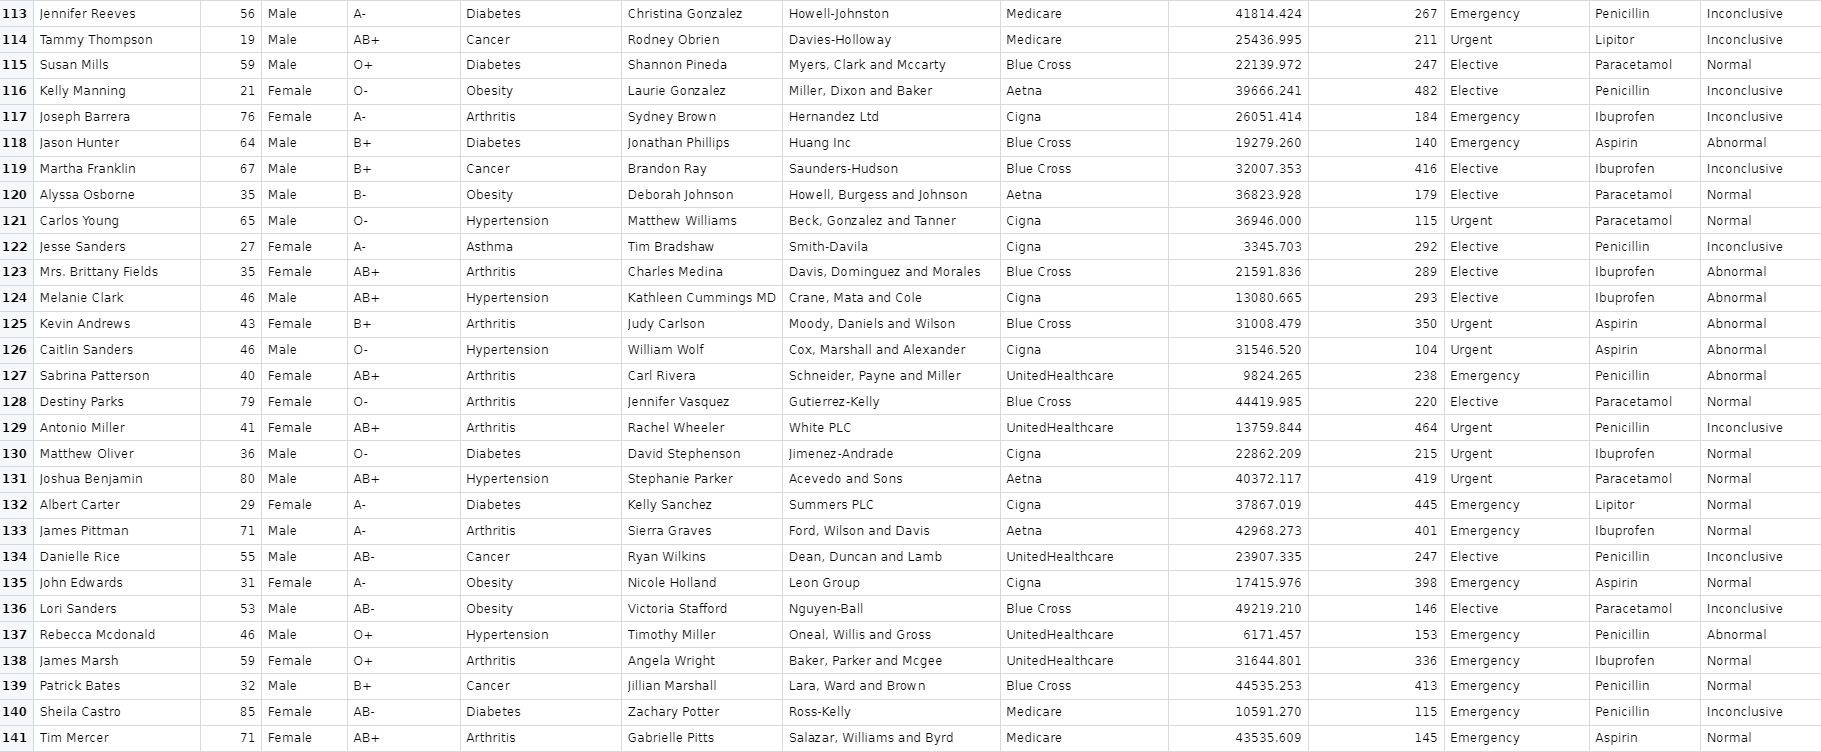 113 Jennifer Reeves 56 Male A- Diabetes Christina Gonzalez Howell-Johnston Medicare 41814.424 267 Emergency Penicillin Inconclusive
114 Tammy Thompson 19 Male AB+ Cancer Rodney Obrien Davies-Holloway Medicare 25436.995 211 Urgent Lipitor Inconclusive
115 Susan Mills 59 Male O+ Diabetes Shannon Pineda Myers, Clark and Mccarty Blue Cross 22139.972 247 Elective Paracetamol Normal
116 Kelly Manning 21 Female O- Obesity Laurie Gonzalez Miller, Dixon and Baker Aetna 39666.241 482 Elective Penicillin Inconclusive
117 Joseph Barrera 76 Female A- Arthritis Sydney Brown Hernandez Ltd Cigna 26051.414 184 Emergency Ibuprofen Inconclusive
118 Jason Hunter 64 Male B+ Diabetes Jonathan Phillips Huang Inc Blue Cross 19279.260 140 Emergency Aspirin Abnormal
119 Martha Franklin 67 Male B+ Cancer Brandon Ray Saunders-Hudson Blue Cross 32007.353 416 Elective Ibuprofen Inconclusive
120 Alyssa Osborne 35 Male B- Obesity Deborah Johnson Howell, Burgess and Johnson Aetna 36823.928 179 Elective Paracetamol Normal
121 Carlos Young 65 Male O- Hypertension Matthew Williams Beck, Gonzalez and Tanner Cigna 36946.000 115 Urgent Paracetamol Normal
122 Jesse Sanders 27 Female A- Asthma Tim Bradshaw Smith-Davila Cigna 3345.703 292 Elective Penicillin Inconclusive
123 Mrs. Brittany Fields 35 Female AB+ Arthritis Charles Medina Davis, Dominguez and Morales Blue Cross 21591.836 289 Elective Ibuprofen Abnormal
124 Melanie Clark 46 Male AB+ Hypertension Kathleen Cummings MD Crane, Mata and Cole Cigna 13080.665 293 Elective Ibuprofen Abnormal
125 Kevin Andrews 43 Female B+ Arthritis Judy Carlson Moody, Daniels and Wilson Blue Cross 31008.479 350 Urgent Aspirin Abnormal
126 Caitlin Sanders 46 Male O- Hypertension William Wolf Cox, Marshall and Alexander Cigna 31546.520 104 Urgent Aspirin Abnormal
127 Sabrina Patterson 40 Female AB+ Arthritis Carl Rivera Schneider, Payne and Miller UnitedHealthcare 9824.265 238 Emergency Penicillin Abnormal
128 Destiny Parks 79 Female O- Arthritis Jennifer Vasquez Gutierrez-Kelly Blue Cross 44419.985 220 Elective Paracetamol Normal
129 Antonio Miller 41 Female AB+ Arthritis Rachel Wheeler White PLC UnitedHealthcare 13759.844 464 Urgent Penicillin Inconclusive
130 Matthew Oliver 36 Male O- Diabetes David Stephenson Jimenez-Andrade Cigna 22862.209 215 Urgent Ibuprofen Normal
131 Joshua Benjamin 80 Male AB+ Hypertension Stephanie Parker Acevedo and Sons Aetna 40372.117 419 Urgent Paracetamol Normal
132 Albert Carter 29 Female A- Diabetes Kelly Sanchez Summers PLC Cigna 37867.019 445 Emergency Lipitor Normal
133 James Pittman 71 Male A- Arthritis Sierra Graves Ford, Wilson and Davis Aetna 42968.273 401 Emergency Ibuprofen Normal
134 Danielle Rice 55 Male AB- Cancer Ryan Wilkins Dean, Duncan and Lamb UnitedHealthcare 23907.335 247 Elective Penicillin Inconclusive
135 John Edwards 31 Female A- Obesity Nicole Holland Leon Group Cigna 17415.976 398 Emergency Aspirin Normal
136 Lori Sanders 53 Male AB- Obesity Victoria Stafford Nguyen-Ball Blue Cross 49219.210 146 Elective Paracetamol Inconclusive
137 Rebecca Mcdonald 46 Male O+ Hypertension Timothy Miller Oneal, Willis and Gross UnitedHealthcare 6171.457 153 Emergency Penicillin Abnormal
138 James Marsh 59 Female O+ Arthritis Angela Wright Baker, Parker and Mcgee UnitedHealthcare 31644.801 336 Emergency Ibuprofen Normal
139 Patrick Bates 32 Male B+ Cancer Jillian Marshall Lara, Ward and Brown Blue Cross 44535.253 413 Emergency Penicillin Normal
140 Sheila Castro 85 Female AB- Diabetes Zachary Potter Ross-Kelly Medicare 10591.270 115 Emergency Penicillin Inconclusive
141 Tim Mercer 71 Female AB+ Arthritis Gabrielle Pitts Salazar, Williams and Byrd Medicare 43535.609 145 Emergency Aspirin Normal